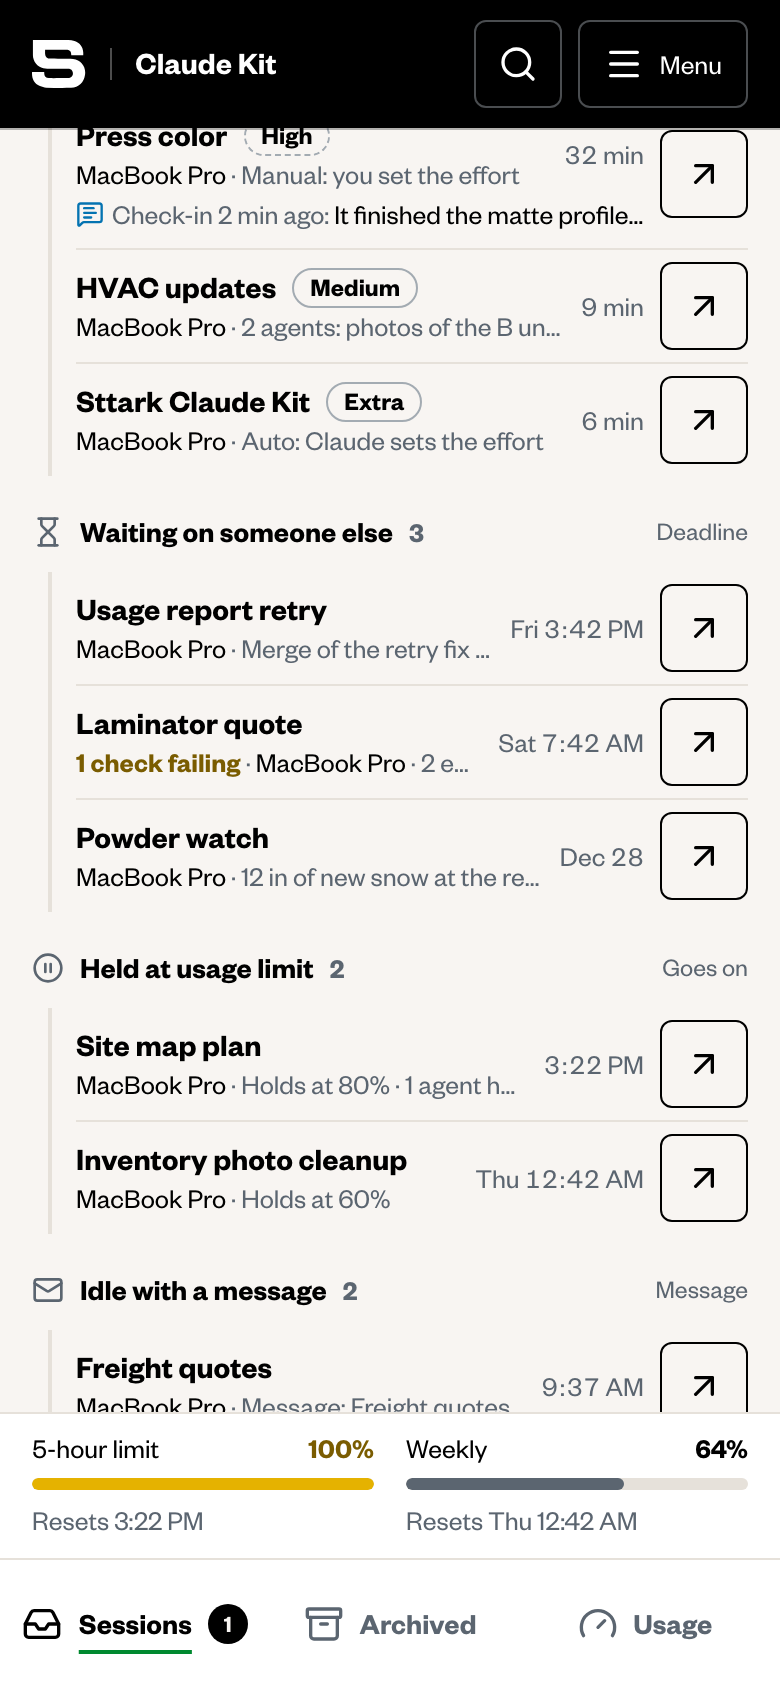 S
Claude Kit
Menu
Press color High
32 min
MacBook Pro · Manual: you set the effort
Check-in 2 min ago: It finished the matte profile...
HVAC updates Medium
9 min
MacBook Pro · 2 agents: photos of the B un...
Sttark Claude Kit Extra
6 min
MacBook Pro · Auto: Claude sets the effort
Waiting on someone else 3
Deadline
Usage report retry
Fri 3:42 PM
MacBook Pro · Merge of the retry fix ...
Laminator quote
Sat 7:42 AM
1 check failing · MacBook Pro · 2 e...
Powder watch
Dec 28
MacBook Pro · 12 in of new snow at the re...
Held at usage limit 2
Goes on
Site map plan
3:22 PM
MacBook Pro · Holds at 80% · 1 agent h...
Inventory photo cleanup
Thu 12:42 AM
MacBook Pro · Holds at 60%
Idle with a message 2
Message
Freight quotes
9:37 AM
MacBook Pro · Message: Freight quotes
5-hour limit 100%
Weekly 64%
Resets 3:22 PM
Resets Thu 12:42 AM
Sessions 1
Archived
Usage